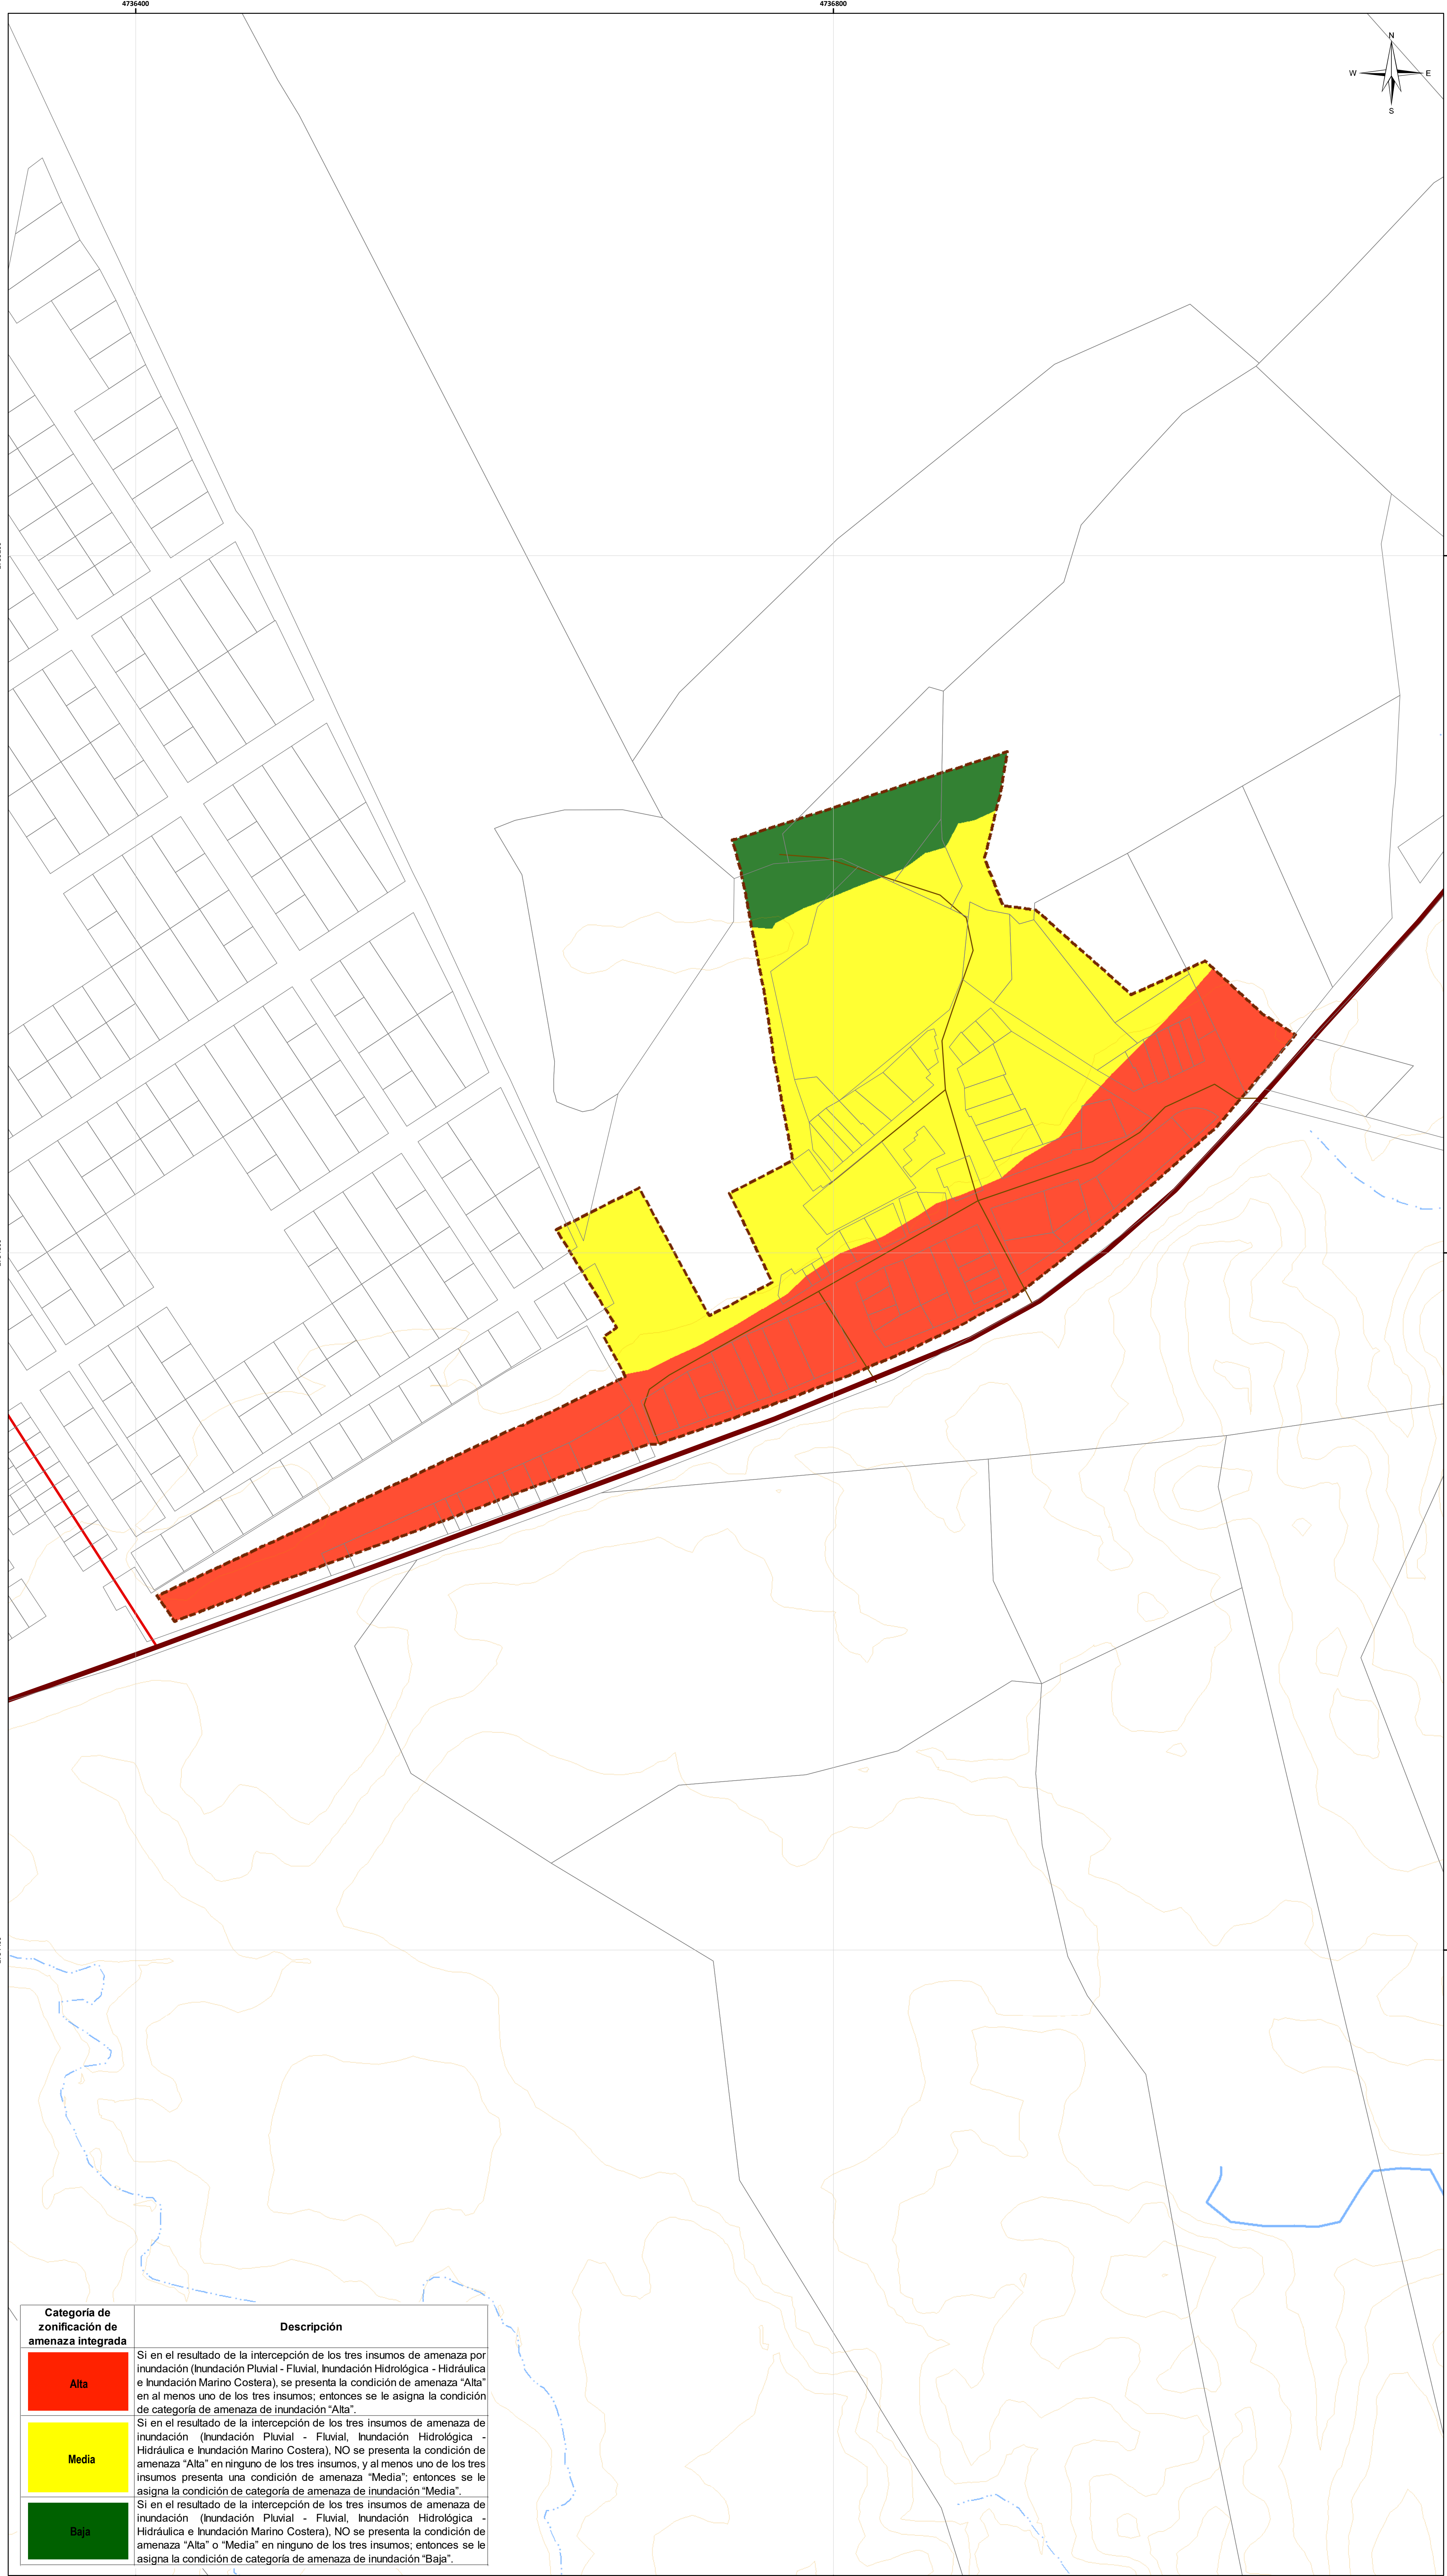 4736400
4736800
N
W
E
S
Categoría de
zonificación de
amenaza integrada
Descripción
Alta
Si en el resultado de la intercepción de los tres insumos de amenaza por
inundación (Inundación Pluvial - Fluvial, Inundación Hidrológica - Hidráulica
e Inundación Marino Costera), se presenta la condición de amenaza “Alta”
en al menos uno de los tres insumos; entonces se le asigna la condición
de categoría de amenaza de inundación “Alta”.
Media
Si en el resultado de la intercepción de los tres insumos de amenaza de
inundación (Inundación Pluvial - Fluvial, Inundación Hidrológica -
Hidráulica e Inundación Marino Costera), NO se presenta la condición de
amenaza “Alta” en ninguno de los tres insumos, y al menos uno de los tres
insumos presenta una condición de amenaza “Media”; entonces se le
asigna la condición de categoría de amenaza de inundación “Media”.
Baja
Si en el resultado de la intercepción de los tres insumos de amenaza de
inundación (Inundación Pluvial - Fluvial, Inundación Hidrológica -
Hidráulica e Inundación Marino Costera), NO se presenta la condición de
amenaza “Alta” o “Media” en ninguno de los tres insumos; entonces se le
asigna la condición de categoría de amenaza de inundación “Baja”.